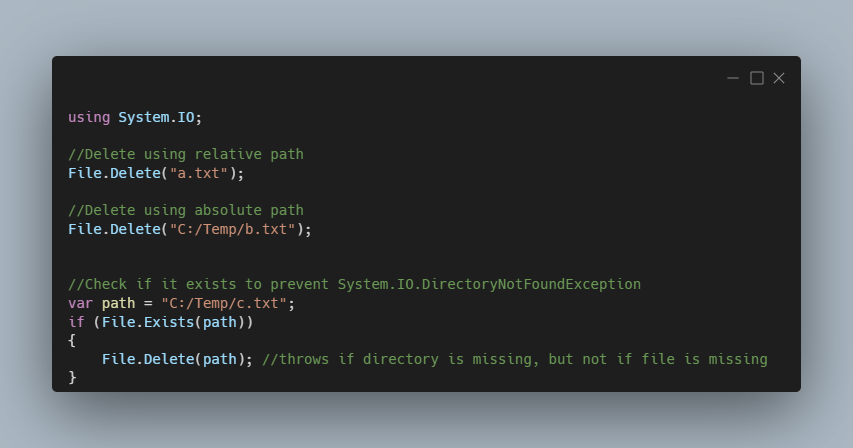 using System.IO;
//Delete using relative path
File.Delete("a.txt");
//Delete using absolute path
File.Delete("C:/Temp/b.txt");
//Check if it exists to prevent System.IO.DirectoryNotFoundException
var path = "C:/Temp/c.txt";
if (File.Exists(path))
{
    File.Delete(path); //throws if directory is missing, but not if file is missing
}